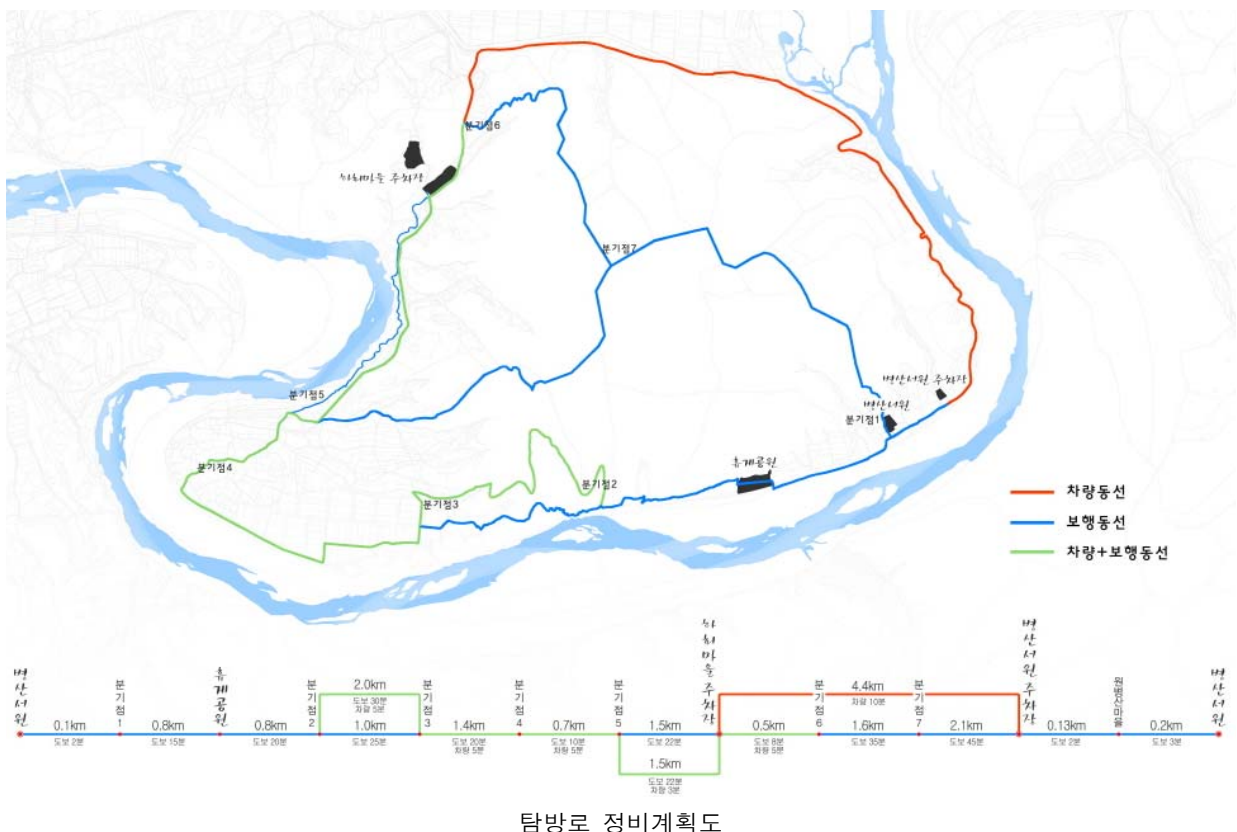 분기점6
하회마을 주차장
분기점7
분기점5
병산서원 주차장
병산서원
분기점1
분기점4
휴게공원
분기점2
분기점3
차량동선
보행동선
차량+보행동선
병산서원
0.1km
도보 2분
분기점1
0.8km
도보 15분
휴게공원
0.8km
도보 20분
분기점2
2.0km
도보 30분
차량 5분
1.0km
도보 25분
분기점3
1.4km
도보 20분
차량 5분
분기점4
0.7km
도보 10분
차량 5분
분기점5
1.5km
도보 22분
1.5km
도보 22분
차량 3분
하회마을주차장
4.4km
차량 10분
0.5km
도보 8분
차량 5분
분기점6
1.6km
도보 35분
분기점7
2.1km
도보 45분
병산서원주차장
0.13km
도보 2분
원병산마을
0.2km
도보 3분
병산서원
탐방로 정비계획도